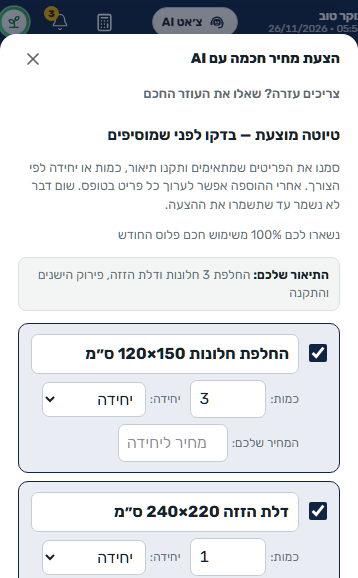 בוקר טוב
26/11/2026 • 05:5
צ׳אט AI
3
הצעת מחיר חכמה עם AI
צריכים עזרה? שאלו את העוזר החכם
טיוטה מוצעת – בדקו לפני שמוסיפים
סמנו את הפריטים שמתאימים ותקנו תיאור, כמות או יחידה לפי
הצורך. אחרי ההוספה אפשר לערוך כל פריט בטופס. שום דבר
לא נשמר עד שתשמרו את ההצעה.
נשארו לכם 100% משימוש חכם פלוס החודש
התיאור שלכם: החלפת 3 חלונות ודלת הזזה, פירוק הישנים
והתקנה
החלפת חלונות 150×120 ס״מ
כמות: 3 יחידה: יחידה
המחיר שלכם: מחיר ליחידה
דלת הזזה 220×240 ס״מ
כמות: 1 יחידה: יחידה